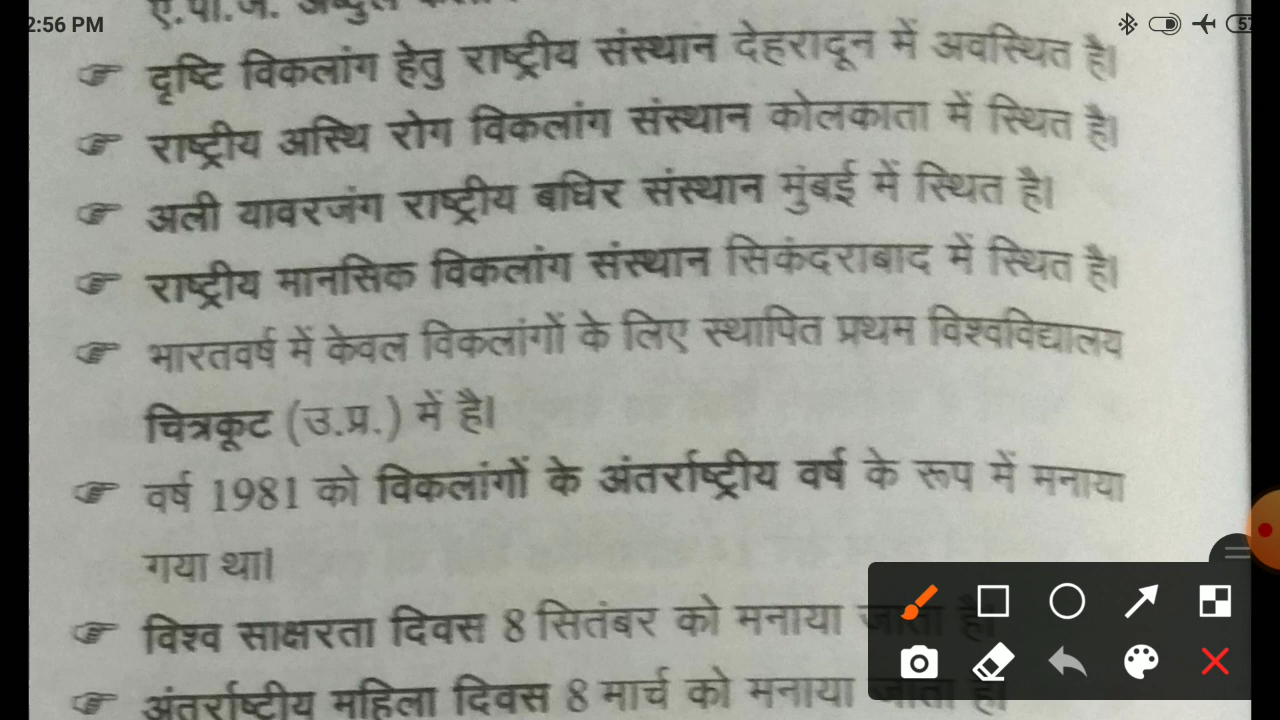 2:56 PM
57
ए.पी.जे. अब्दुल
☞ दृष्टि विकलांग हेतु राष्ट्रीय संस्थान देहरादून में अवस्थित है।
☞ राष्ट्रीय अस्थि रोग विकलांग संस्थान कोलकाता में स्थित है।
☞ अली यावरजंग राष्ट्रीय बधिर संस्थान मुंबई में स्थित है।
☞ राष्ट्रीय मानसिक विकलांग संस्थान सिकंदराबाद में स्थित है।
☞ भारतवर्ष में केवल विकलांगों के लिए स्थापित प्रथम विश्वविद्यालय
चित्रकूट (उ.प्र.) में है।
☞ वर्ष 1981 को विकलांगों के अंतर्राष्ट्रीय वर्ष के रूप में मनाया
गया था।
☞ विश्व साक्षरता दिवस 8 सितंबर को मनाया जाता है।
☞ अंतर्राष्ट्रीय महिला दिवस 8 मार्च को मनाया जाता है।